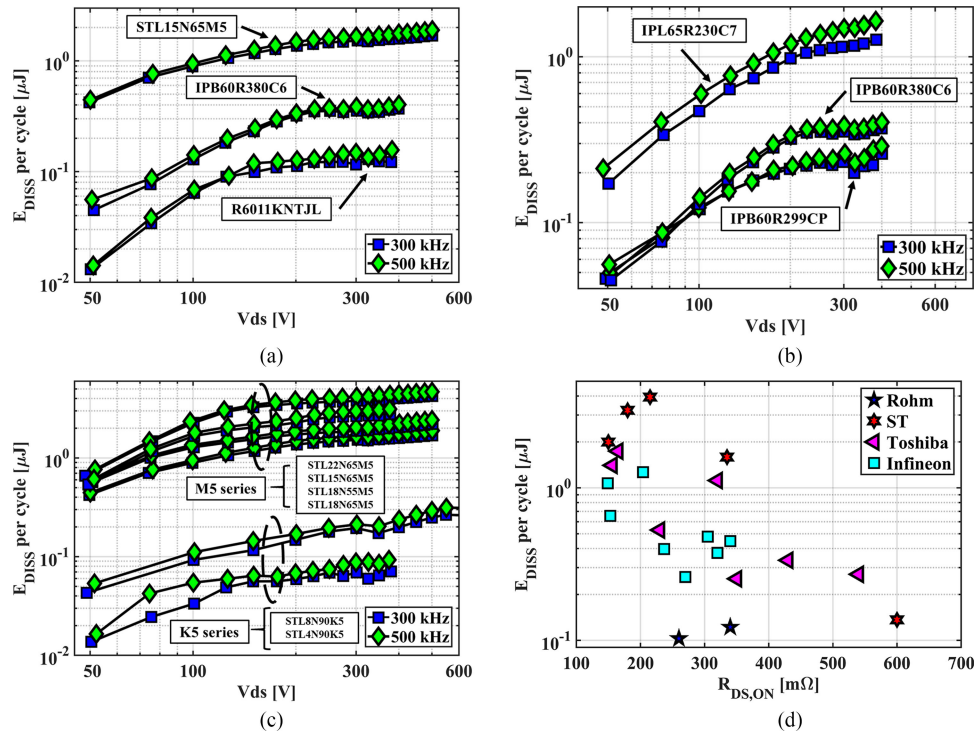 STL15N65M5
IPB60R380C6
R6011KNTJL
E_DISS per cycle [μJ]
10^0
10^-1
10^-2
300 kHz
500 kHz
50 100 300 600
Vds [V]
(a)
IPL65R230C7
IPB60R380C6
IPB60R299CP
E_DISS per cycle [μJ]
10^0
10^-1
300 kHz
500 kHz
50 100 300 600
Vds [V]
(b)
E_DISS per cycle [μJ]
10^0
10^-1
10^-2
M5 series
STL22N65M5
STL15N65M5
STL18N55M5
STL18N65M5
K5 series
STL8N90K5
STL4N90K5
300 kHz
500 kHz
50 100 300 600
Vds [V]
(c)
E_DISS per cycle [μJ]
10^0
10^-1
Rohm
ST
Toshiba
Infineon
100 200 300 400 500 600 700
R_DS,ON [mΩ]
(d)